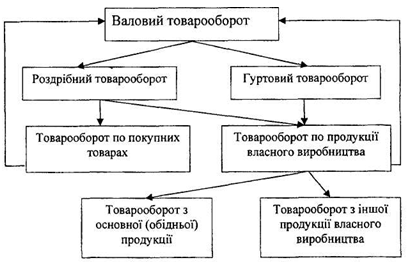 Валовий товарооборот
Роздрібний товарооборот
Гуртовий товарооборот
Товарооборот по покупних
товарах
Товарооборот по продукції
власного виробництва
Товарооборот з
основної (обідньої)
продукції
Товарооборот з іншої
продукції власного
виробництва